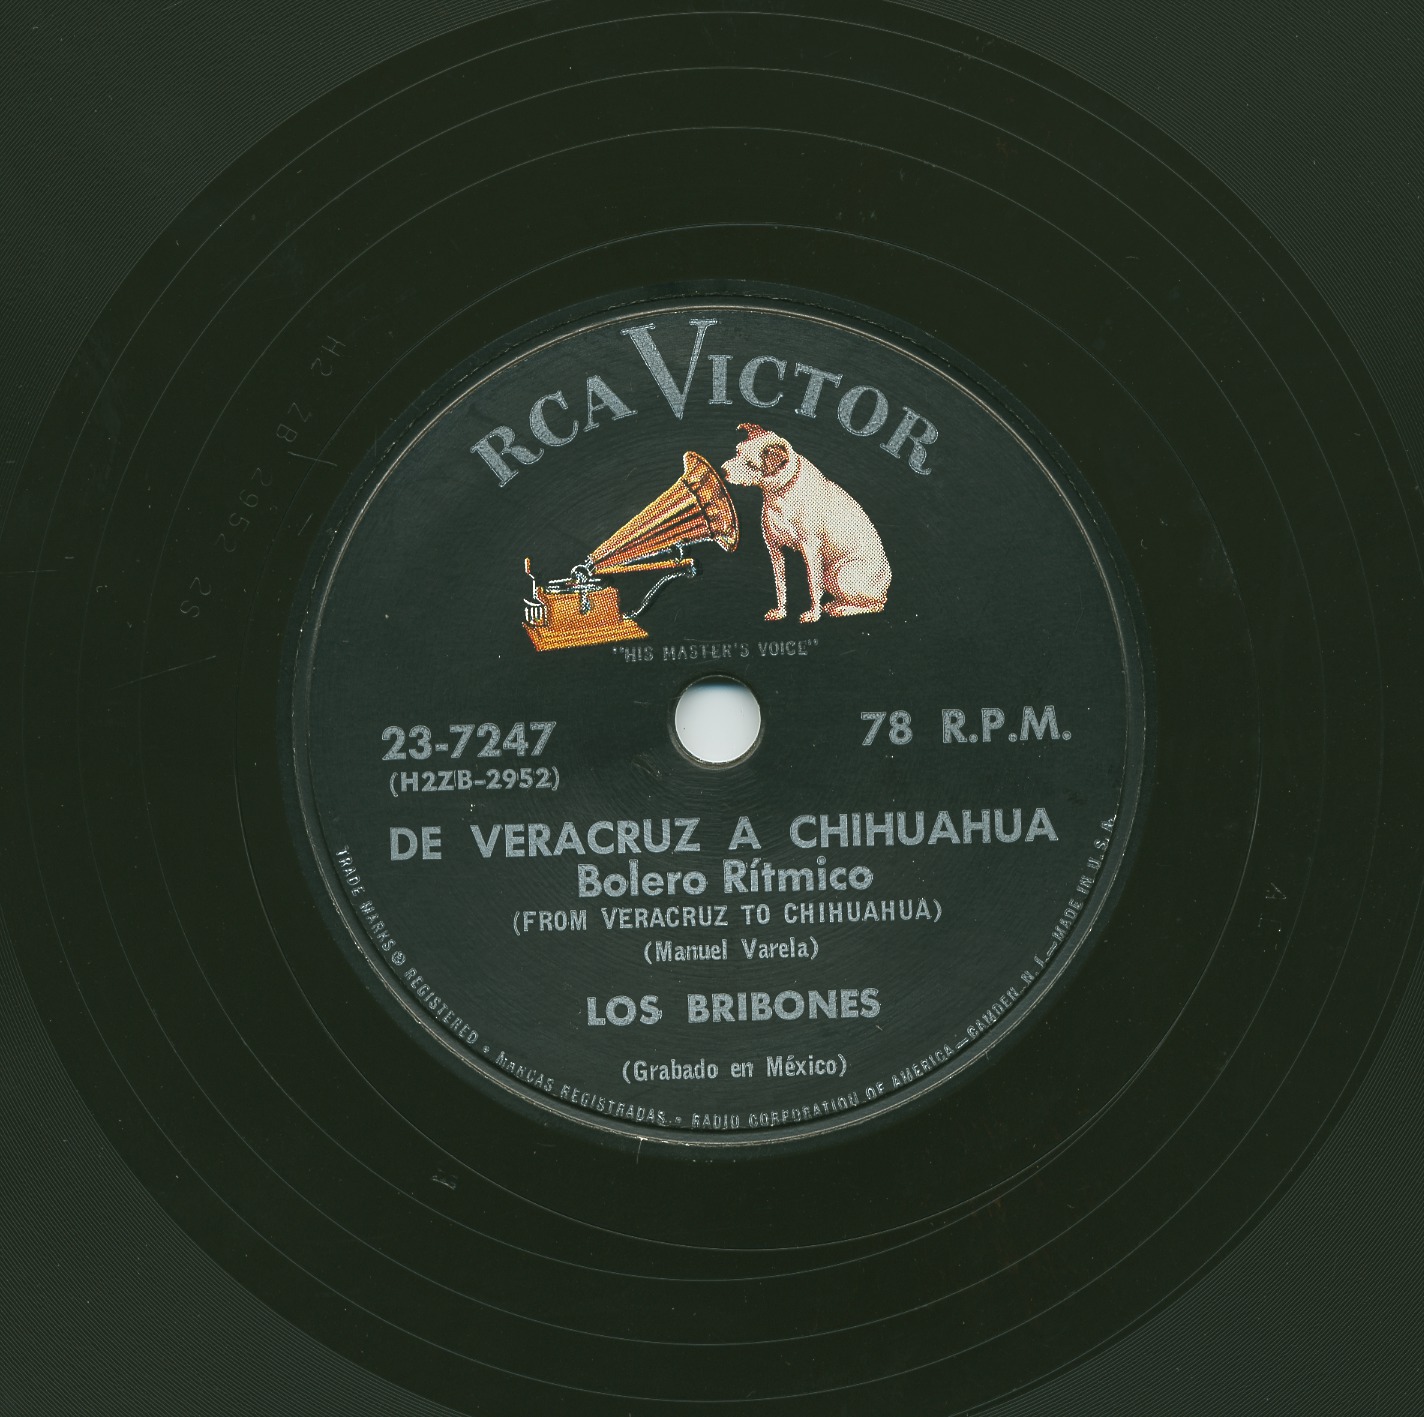 RCA VICTOR
"HIS MASTER'S VOICE"
23-7247
78 R.P.M.
(H2ZB-2952)
DE VERACRUZ A CHIHUAHUA
Bolero Rítmico
(FROM VERACRUZ TO CHIHUAHUA)
(Manuel Varela)
LOS BRIBONES
(Grabado en México)
TRADE MARKS ® REGISTERED • MARCAS REGISTRADAS • RADIO CORPORATION OF AMERICA—CAMDEN, N.J.—MADE IN U.S.A.
H2 ZB 2952 2S